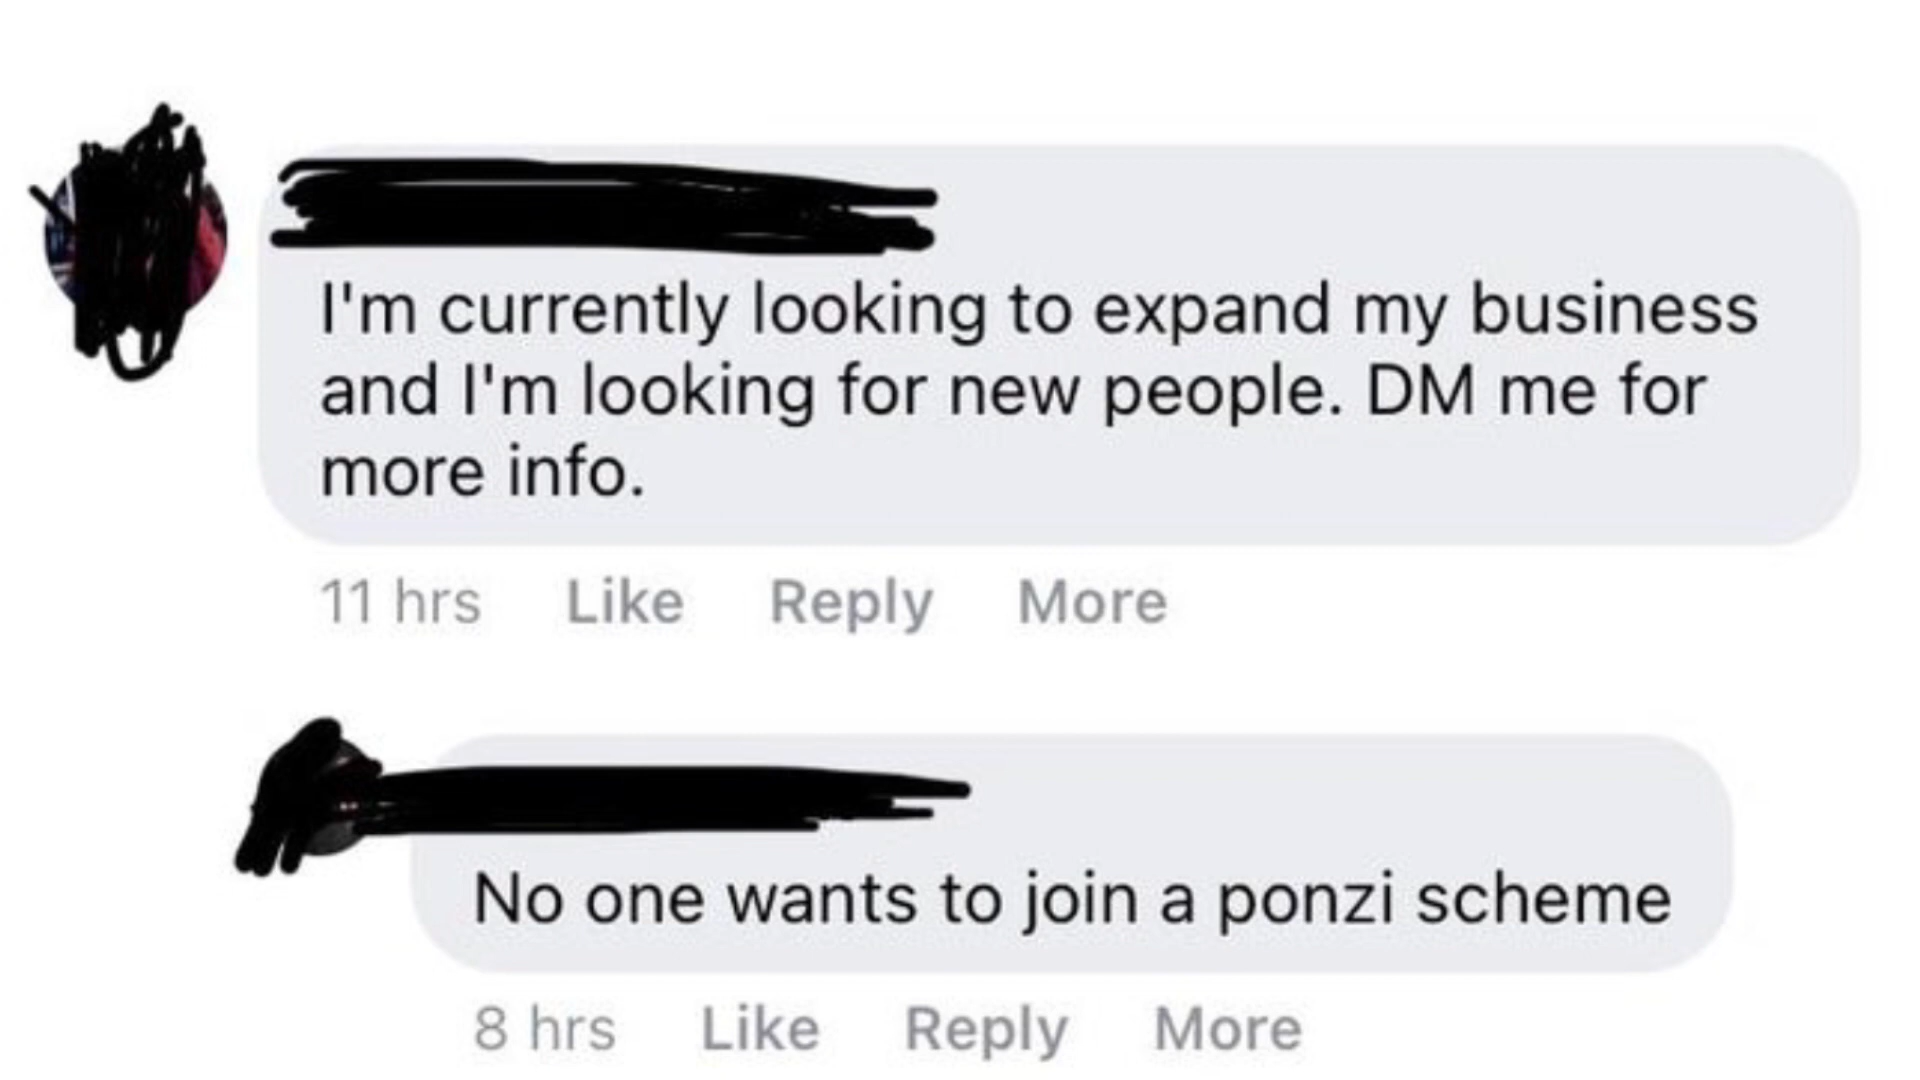 I'm currently looking to expand my business
and I'm looking for new people. DM me for
more info.
11 hrs Like Reply More
No one wants to join a ponzi scheme
8 hrs Like Reply More